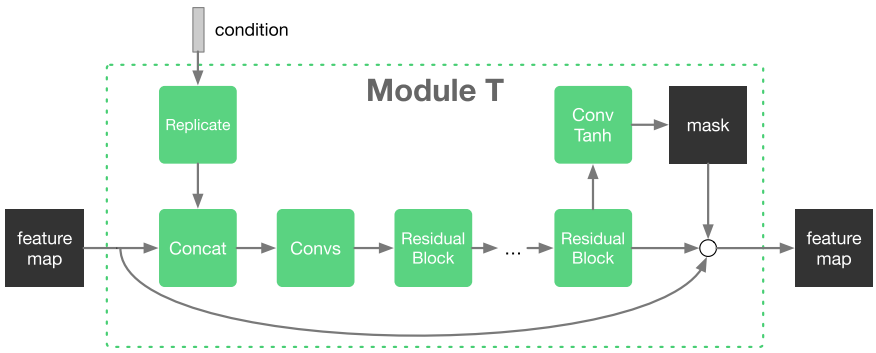 condition
Module T
Replicate
Conv
Tanh
mask
feature
map
Concat
Convs
Residual
Block
...
Residual
Block
feature
map